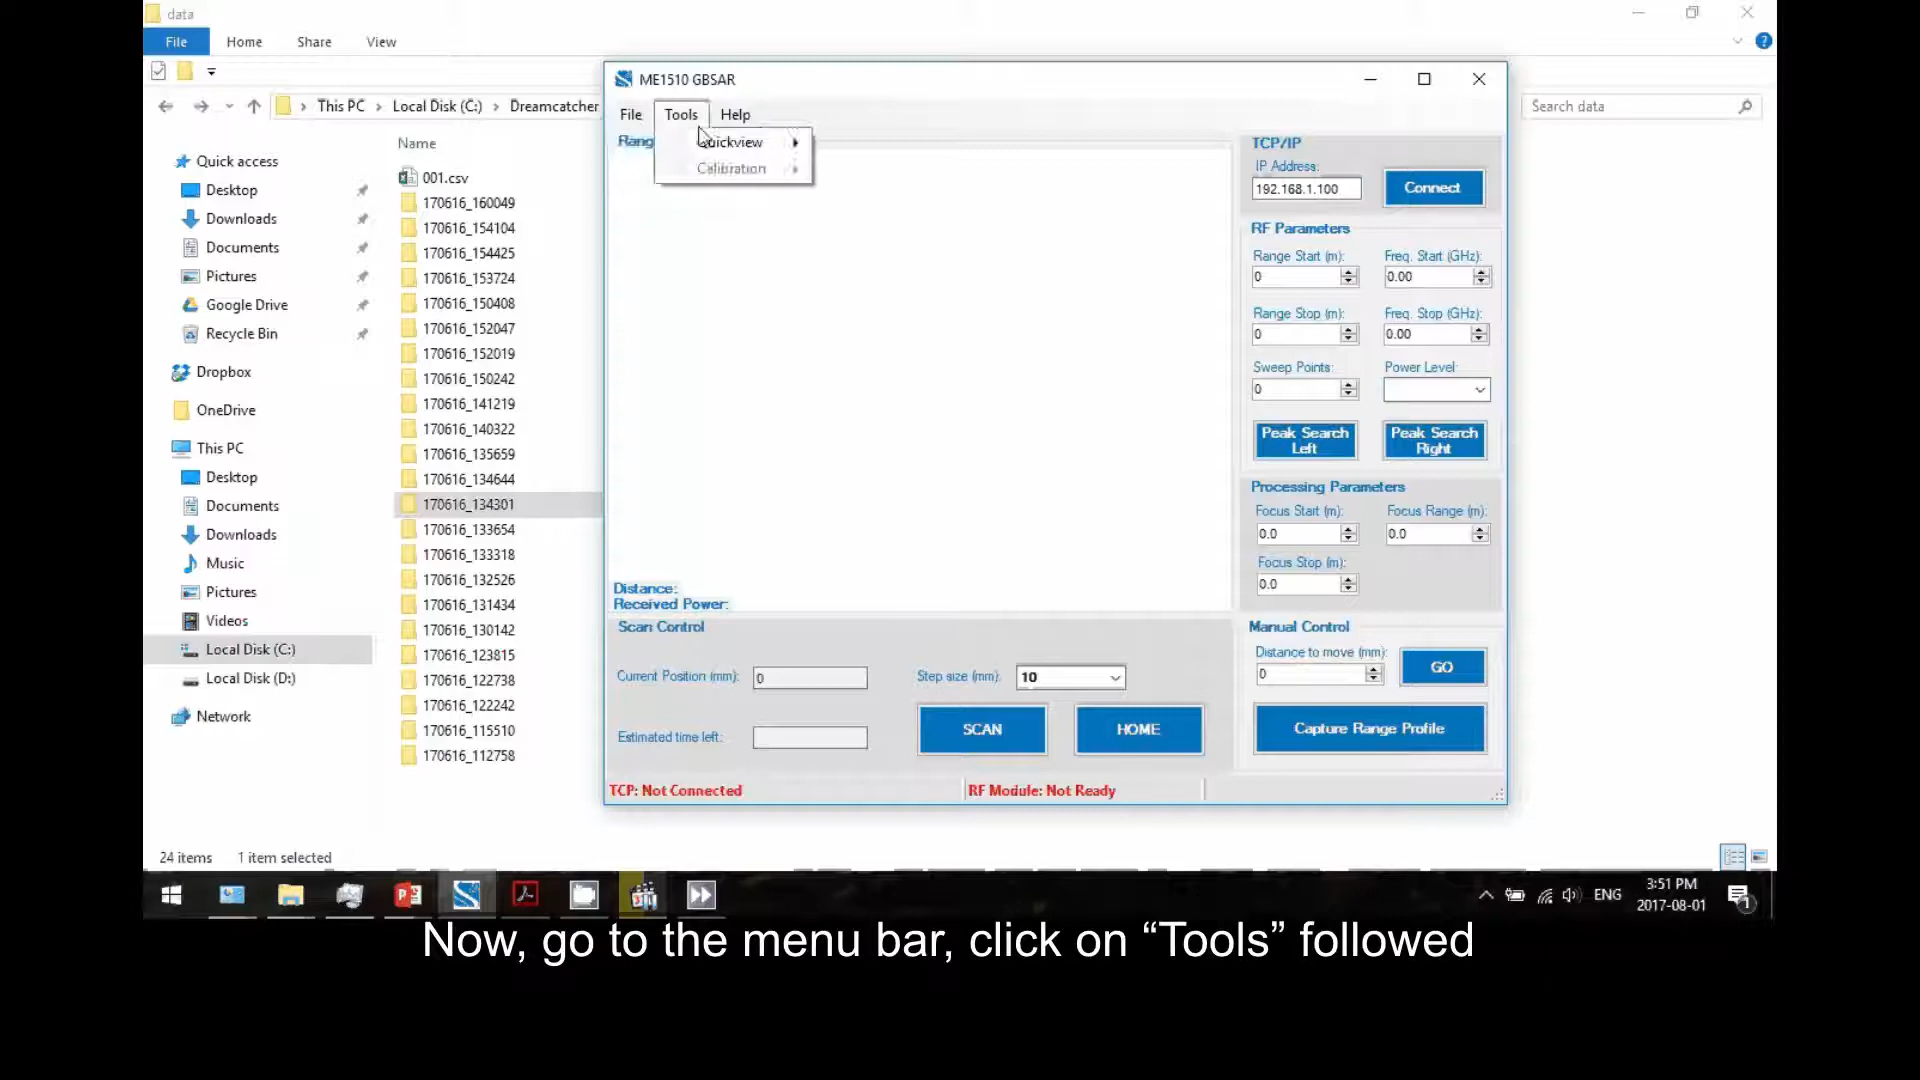 data
File
Home
Share
View
This PC
Local Disk (C:)
Dreamcatcher
Search data
Quick access
Desktop
Downloads
Documents
Pictures
Google Drive
Recycle Bin
Dropbox
OneDrive
This PC
Desktop
Documents
Downloads
Music
Pictures
Videos
Local Disk (C:)
Local Disk (D:)
Network
Name
001.csv
170616_160049
170616_154104
170616_154425
170616_153724
170616_150408
170616_152047
170616_152019
170616_150242
170616_141219
170616_140322
170616_135659
170616_134644
170616_134301
170616_133654
170616_133318
170616_132526
170616_131434
170616_130142
170616_123815
170616_122738
170616_122242
170616_115510
170616_112758
24 items
1 item selected
ME1510 GBSAR
File
Tools
Help
Quickview
Calibration
Distance:
Received Power:
Scan Control
Current Position (mm):
0
Step size (mm):
10
Estimated time left:
SCAN
HOME
TCP: Not Connected
RF Module: Not Ready
TCP/IP
IP Address:
192.168.1.100
Connect
RF Parameters
Range Start (m):
0
Freq. Start (GHz):
0.00
Range Stop (m):
0
Freq. Stop (GHz):
0.00
Sweep Points:
0
Power Level:
Peak Search
Left
Peak Search
Right
Processing Parameters
Focus Start (m):
0.0
Focus Range (m):
0.0
Focus Stop (m):
0.0
Manual Control
Distance to move (mm):
0
GO
Capture Range Profile
ENG
3:51 PM
2017-08-01
1
Now, go to the menu bar, click on “Tools” followed